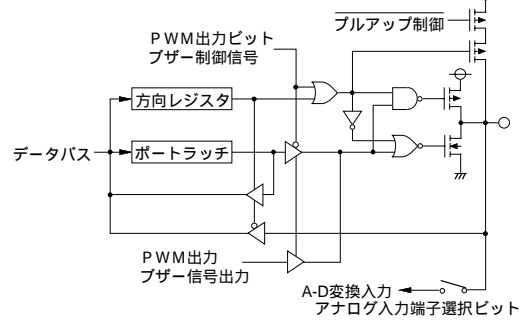 プルアップ制御
PWM出力ビット
ブザー制御信号
方向レジスタ
データバス
ポートラッチ
PWM出力
ブザー信号出力
A-D変換入力
アナログ入力端子選択ビット